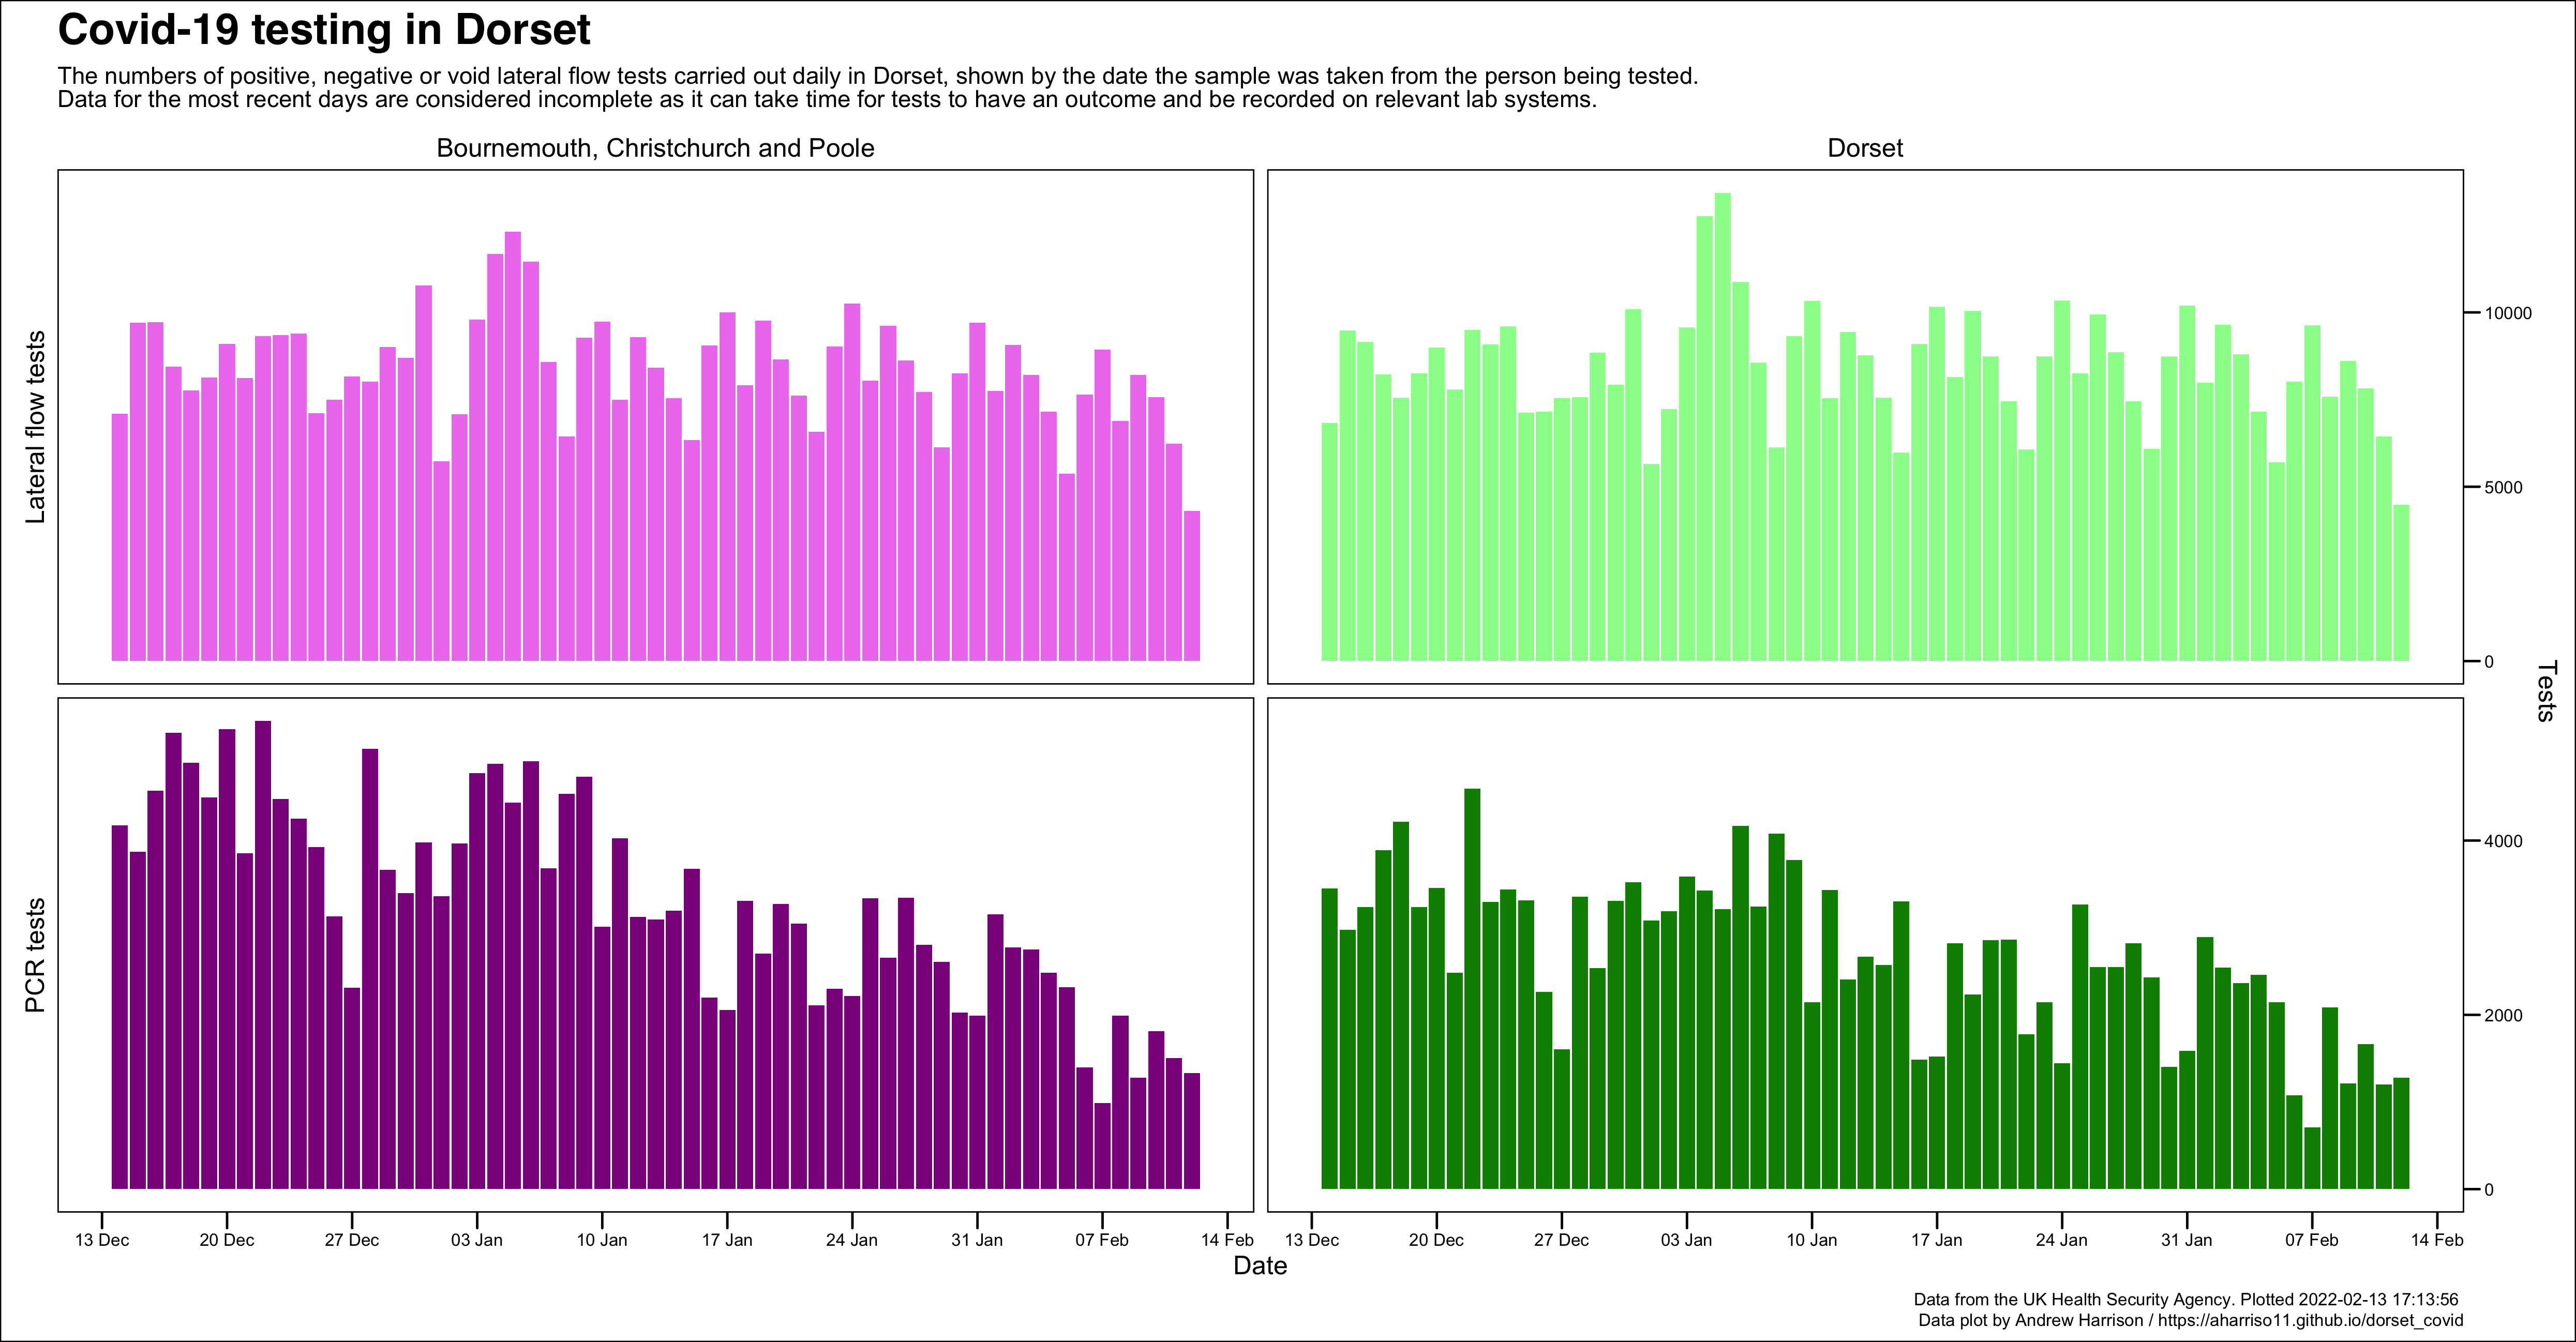 Covid-19 testing in Dorset
The numbers of positive, negative or void lateral flow tests carried out daily in Dorset, shown by the date the sample was taken from the person being tested.
Data for the most recent days are considered incomplete as it can take time for tests to have an outcome and be recorded on relevant lab systems.
Bournemouth, Christchurch and Poole
Dorset
Lateral flow tests
10000
5000
0
Tests
PCR tests
4000
2000
0
13 Dec 20 Dec 27 Dec 03 Jan 10 Jan 17 Jan 24 Jan 31 Jan 07 Feb 14 Feb
13 Dec 20 Dec 27 Dec 03 Jan 10 Jan 17 Jan 24 Jan 31 Jan 07 Feb 14 Feb
Date
Data from the UK Health Security Agency. Plotted 2022-02-13 17:13:56
Data plot by Andrew Harrison / https://aharriso11.github.io/dorset_covid